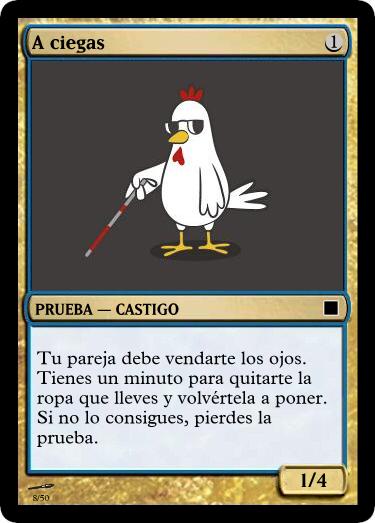 A ciegas
1
PRUEBA — CASTIGO
Tu pareja debe vendarte los ojos.
Tienes un minuto para quitarte la
ropa que lleves y volvértela a poner.
Si no lo consigues, pierdes la
prueba.
1/4
8/50